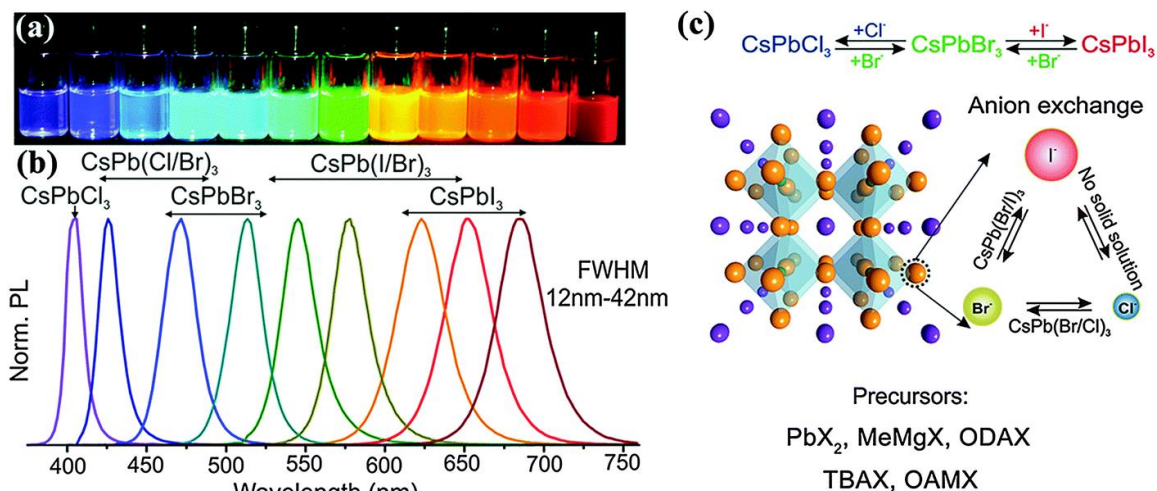 (a)
(b)
CsPb(Cl/Br)₃
CsPb(I/Br)₃
CsPbCl₃
CsPbBr₃
CsPbI₃
FWHM
12nm-42nm
Norm. PL
400 450 500 550 600 650 700 750
Wavelength (nm)
(c)
+Cl⁻ +I⁻
CsPbCl₃ CsPbBr₃ CsPbI₃
+Br⁻ +Br⁻
Anion exchange
I⁻
CsPb(Br/I)₃
No solid solution
Br⁻
Cl⁻
CsPb(Br/Cl)₃
Precursors:
PbX₂, MeMgX, ODAX
TBAX, OAMX